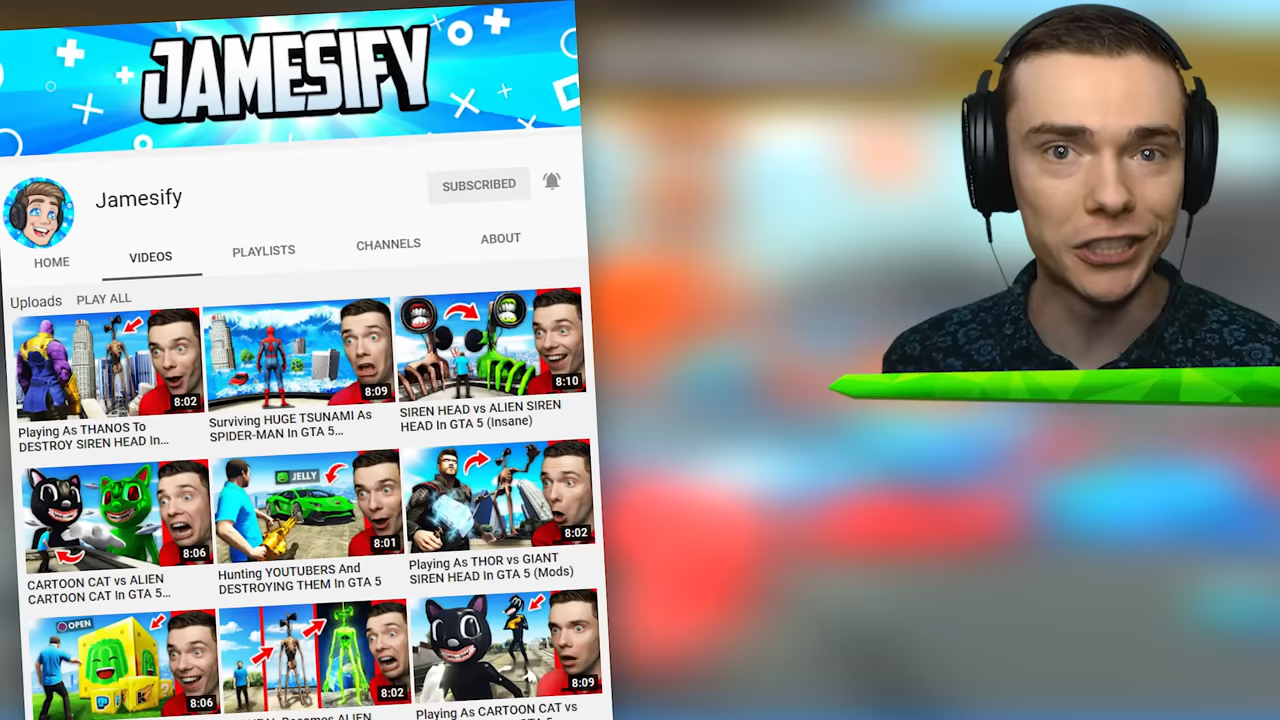 JAMESIFY
Jamesify
SUBSCRIBED
HOME
VIDEOS
PLAYLISTS
CHANNELS
ABOUT
Uploads PLAY ALL
8:02
8:09
8:10
Playing As THANOS To
DESTROY SIREN HEAD In...
Surviving HUGE TSUNAMI As
SPIDER-MAN In GTA 5...
SIREN HEAD vs ALIEN SIREN
HEAD In GTA 5 (Insane)
8:06
JELLY
8:01
8:02
CARTOON CAT vs ALIEN
CARTOON CAT In GTA 5...
Hunting YOUTUBERS And
DESTROYING THEM In GTA 5
Playing As THOR vs GIANT
SIREN HEAD In GTA 5 (Mods)
OPEN
8:06
8:02
8:09
Becomes ALIEN
Playing As CARTOON CAT vs